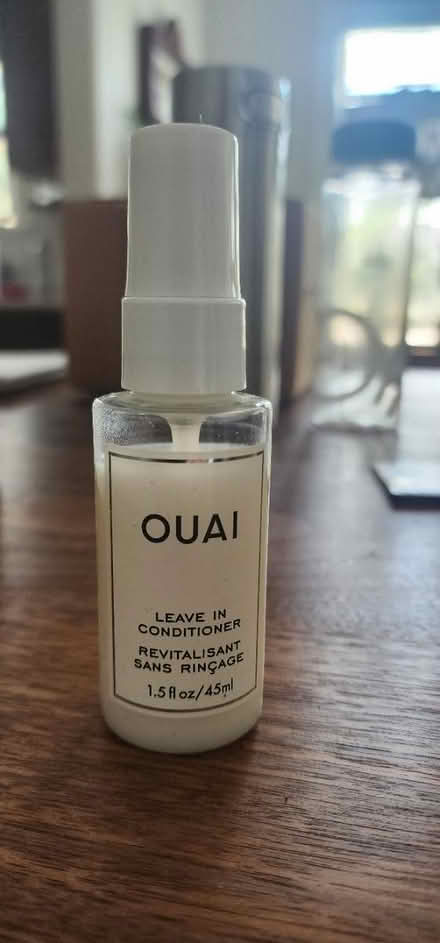 OUAI
LEAVE IN
CONDITIONER
REVITALISANT
SANS RINÇAGE
1.5 fl oz/45ml